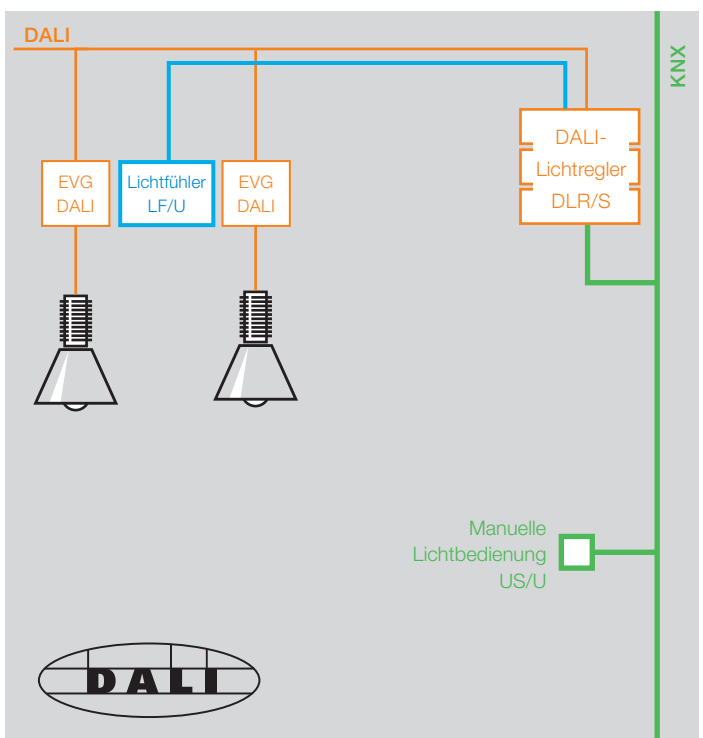 DALI
KNX
EVG
DALI
Lichtfühler
LF/U
EVG
DALI
DALI-
Lichtregler
DLR/S
Manuelle
Lichtbedienung
US/U
DALI